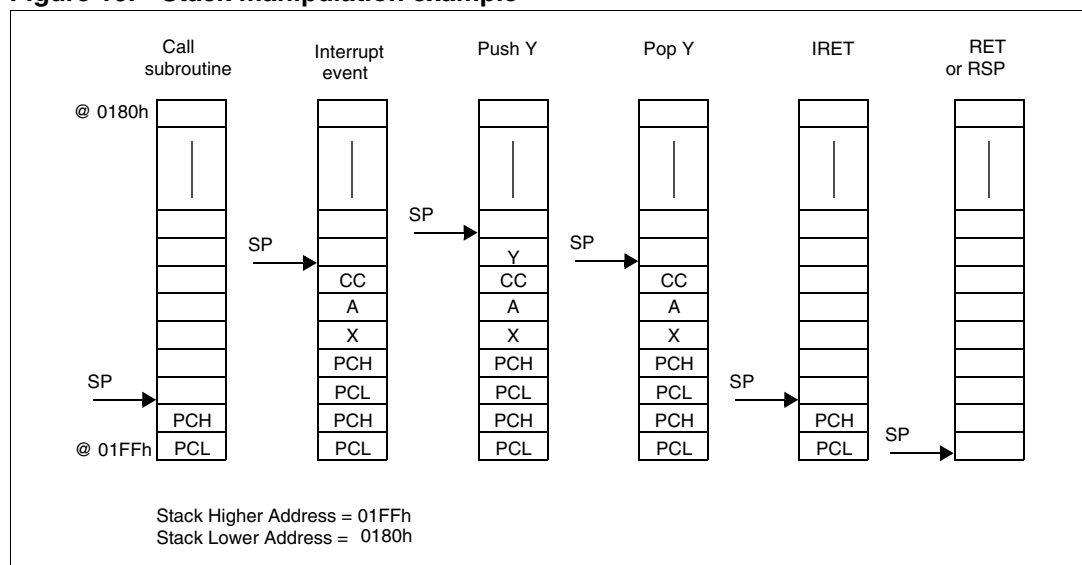 Figure Stack manipulation example
Call subroutine
Interrupt event
Push Y
Pop Y
IRET
RET or RSP
@ 0180h
SP
SP
SP
SP
SP
SP
Y
CC
CC
CC
A
A
A
X
X
X
PCH
PCH
PCH
PCL
PCL
PCL
PCH
PCH
PCH
PCH
PCH
@ 01FFh
PCL
PCL
PCL
PCL
PCL
Stack Higher Address = 01FFh
Stack Lower Address = 0180h